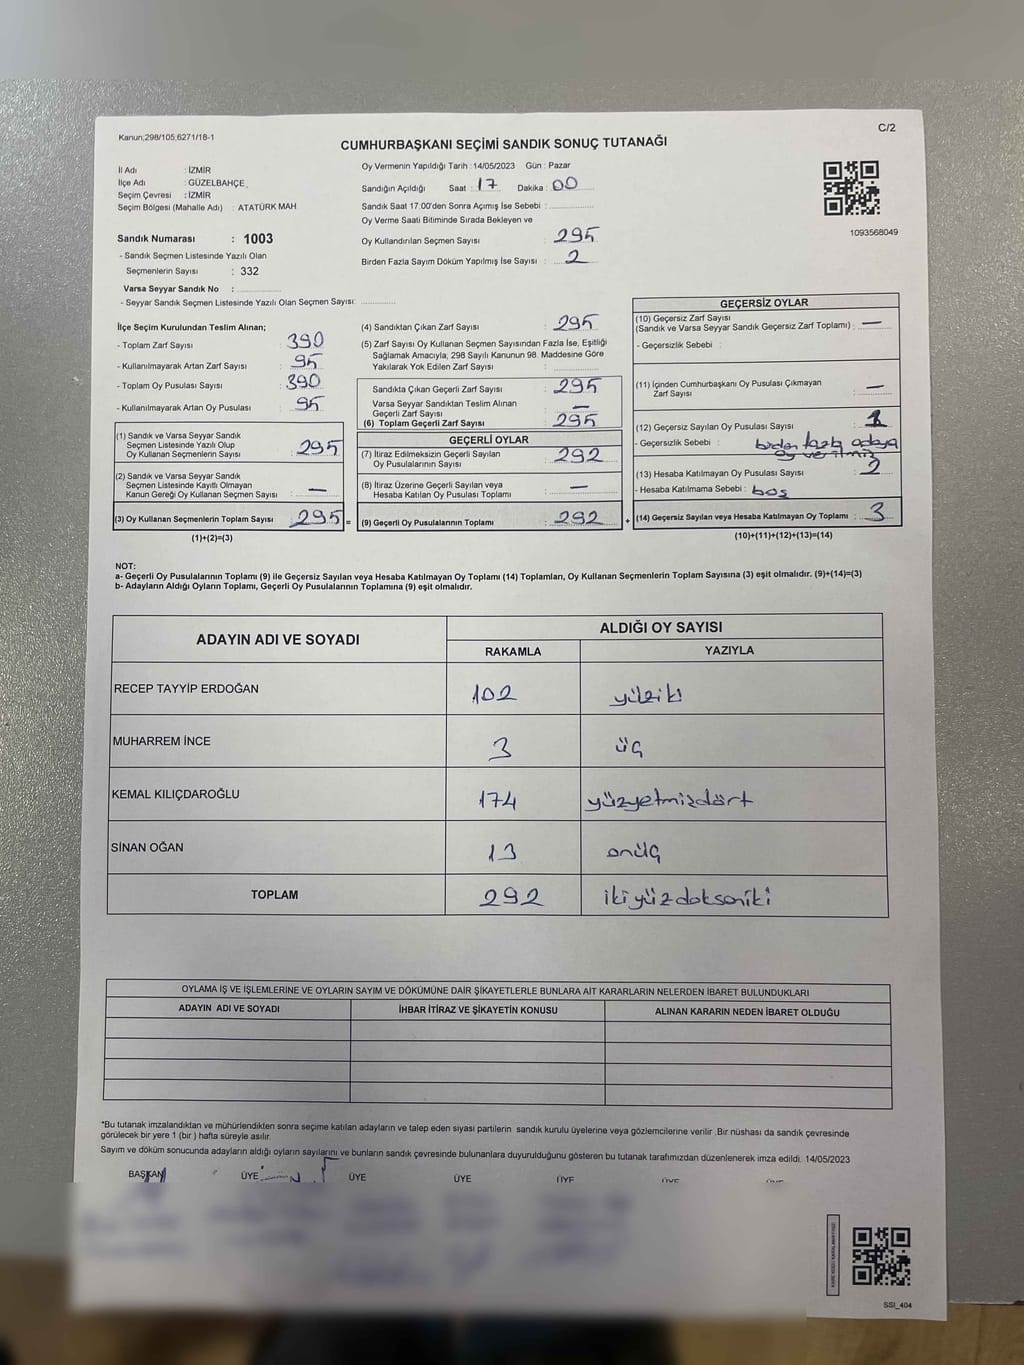 Kanun;298/105;6271/18-1
C/2
CUMHURBAŞKANI SEÇİMİ SANDIK SONUÇ TUTANAĞI
İl Adı : İZMİR
İlçe Adı : GÜZELBAHÇE
Seçim Çevresi : İZMİR
Seçim Bölgesi (Mahalle Adı) : ATATÜRK MAH
Sandık Numarası : 1003
- Sandık Seçmen Listesinde Yazılı Olan
Seçmenlerin Sayısı : 332
Varsa Seyyar Sandık No :
- Seyyar Sandık Seçmen Listesinde Yazılı Olan Seçmen Sayısı:
Oy Vermenin Yapıldığı Tarih : 14/05/2023 Gün : Pazar
Sandığın Açıldığı Saat : 17 Dakika : 00
Sandık Saat 17:00'den Sonra Açımış İse Sebebi :
Oy Verme Saati Bitiminde Sırada Bekleyen ve
Oy Kullandırılan Seçmen Sayısı : 295
Birden Fazla Sayım Döküm Yapılmış İse Sayısı : 2
1093568049
İlçe Seçim Kurulundan Teslim Alınan;
- Toplam Zarf Sayısı : 390
- Kullanılmayarak Artan Zarf Sayısı : 95
- Toplam Oy Pusulası Sayısı : 390
- Kullanılmayarak Artan Oy Pusulası : 95
(1) Sandık ve Varsa Seyyar Sandık
Seçmen Listesinde Yazılı Olup
Oy Kullanan Seçmenlerin Sayısı : 295
(2) Sandık ve Varsa Seyyar Sandık
Seçmen Listesinde Kayıtlı Olmayan
Kanun Gereği Oy Kullanan Seçmen Sayısı : —
(3) Oy Kullanan Seçmenlerin Toplam Sayısı : 295 =
(1)+(2)=(3)
(4) Sandıktan Çıkan Zarf Sayısı : 295
(5) Zarf Sayısı Oy Kullanan Seçmen Sayısından Fazla İse, Eşitliği
Sağlamak Amacıyla, 298 Sayılı Kanunun 98. Maddesine Göre
Yakılarak Yok Edilen Zarf Sayısı :
Sandıkta Çıkan Geçerli Zarf Sayısı : 295
Varsa Seyyar Sandıktan Teslim Alınan
Geçerli Zarf Sayısı : —
(6) Toplam Geçerli Zarf Sayısı : 295
GEÇERLİ OYLAR
(7) İtiraz Edilmeksizin Geçerli Sayılan
Oy Pusulalarının Sayısı : 292
(8) İtiraz Üzerine Geçerli Sayılan veya
Hesaba Katılan Oy Pusulası Toplamı : —
(9) Geçerli Oy Pusulalarının Toplamı : 292 +
GEÇERSİZ OYLAR
(10) Geçersiz Zarf Sayısı
(Sandık ve Varsa Seyyar Sandık Geçersiz Zarf Toplamı) : —
- Geçersizlik Sebebi :
(11) İçinden Cumhurbaşkanı Oy Pusulası Çıkmayan
Zarf Sayısı : —
(12) Geçersiz Sayılan Oy Pusulası Sayısı : 1
- Geçersizlik Sebebi : birden fazla adaya
oy verilmiş
(13) Hesaba Katılmayan Oy Pusulası Sayısı : 2
- Hesaba Katılmama Sebebi : boş
(14) Geçersiz Sayılan veya Hesaba Katılmayan Oy Toplamı : 3
(10)+(11)+(12)+(13)=(14)
NOT:
a- Geçerli Oy Pusulalarının Toplamı (9) ile Geçersiz Sayılan veya Hesaba Katılmayan Oy Toplamı (14) Toplamları, Oy Kullanan Seçmenlerin Toplam Sayısına (3) eşit olmalıdır. (9)+(14)=(3)
b- Adayların Aldığı Oyların Toplamı, Geçerli Oy Pusulalarının Toplamına (9) eşit olmalıdır.
ADAYIN ADI VE SOYADI
ALDIĞI OY SAYISI
RAKAMLA YAZIYLA
RECEP TAYYİP ERDOĞAN 102 yüziki
MUHARREM İNCE 3 üç
KEMAL KILIÇDAROĞLU 174 yüzyetmişdört
SİNAN OĞAN 13 onüç
TOPLAM 292 ikiyüzdoksaniki
OYLAMA İŞ VE İŞLEMLERİNE VE OYLARIN SAYIM VE DÖKÜMÜNE DAİR ŞİKAYETLERLE BUNLARA AİT KARARLARIN NELERDEN İBARET BULUNDUKLARI
ADAYIN ADI VE SOYADI İHBAR İTİRAZ VE ŞİKAYETİN KONUSU ALINAN KARARIN NEDEN İBARET OLDUĞU
*Bu tutanak imzalandıktan ve mühürlendikten sonra seçime katılan adayların ve talep eden siyasi partilerin sandık kurulu üyelerine veya gözlemcilerine verilir .Bir nüshası da sandık çevresinde
görülecek bir yere 1 (bir ) hafta süreyle asılır.
Sayım ve döküm sonucunda adayların aldığı oyların sayılarını ve bunların sandık çevresinde bulunanlara duyurulduğunu gösteren bu tutanak tarafımızdan düzenlenerek imza edildi. 14/05/2023
BAŞKAN ÜYE ÜYE ÜYE ÜYE ÜYE ÜYE
SSI_404